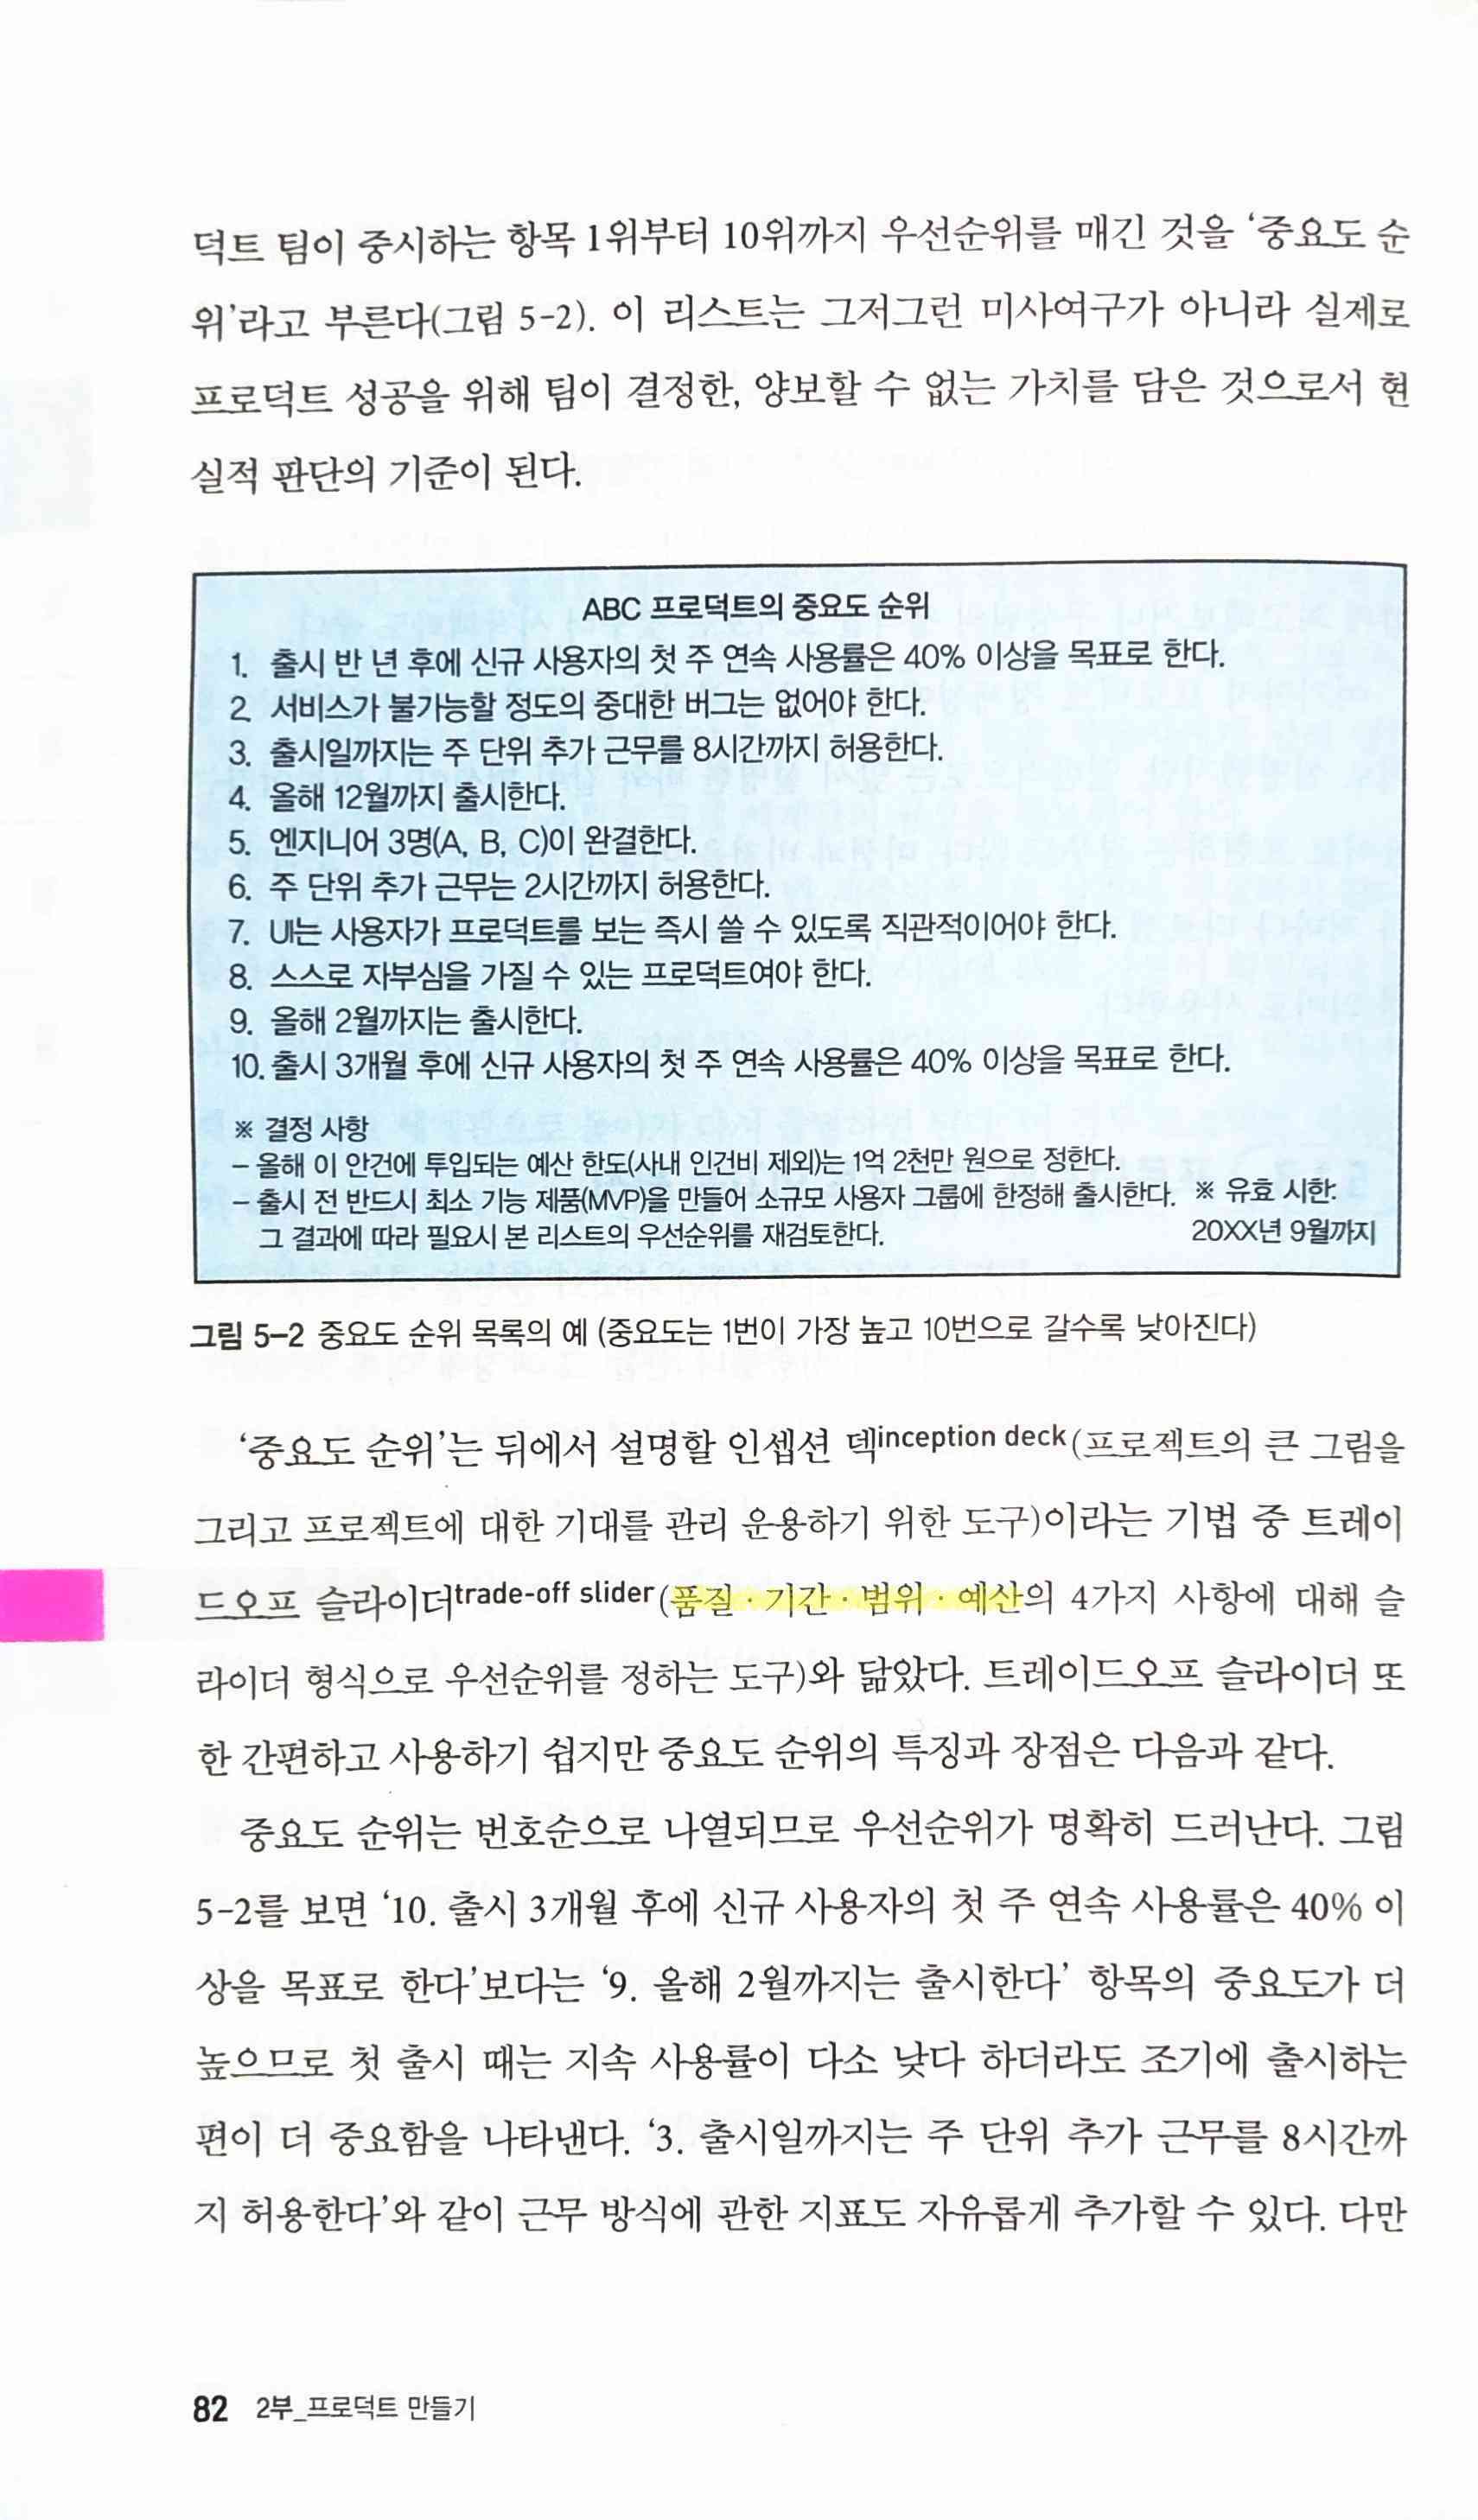 덕트 팀이 중시하는 항목 1위부터 10위까지 우선순위를 매긴 것을 ‘중요도 순
위’라고 부른다(그림 5-2). 이 리스트는 그저그런 미사여구가 아니라 실제로
프로덕트 성공을 위해 팀이 결정한, 양보할 수 없는 가치를 담은 것으로서 현
실적 판단의 기준이 된다.
ABC 프로덕트의 중요도 순위
1. 출시 반 년 후에 신규 사용자의 첫 주 연속 사용률은 40% 이상을 목표로 한다.
2. 서비스가 불가능할 정도의 중대한 버그는 없어야 한다.
3. 출시일까지는 주 단위 추가 근무를 8시간까지 허용한다.
4. 올해 12월까지 출시한다.
5. 엔지니어 3명(A, B, C)이 완결한다.
6. 주 단위 추가 근무는 2시간까지 허용한다.
7. UI는 사용자가 프로덕트를 보는 즉시 쓸 수 있도록 직관적이어야 한다.
8. 스스로 자부심을 가질 수 있는 프로덕트여야 한다.
9. 올해 2월까지는 출시한다.
10. 출시 3개월 후에 신규 사용자의 첫 주 연속 사용률은 40% 이상을 목표로 한다.
※ 결정 사항
– 올해 이 안건에 투입되는 예산 한도(사내 인건비 제외)는 1억 2천만 원으로 정한다.
– 출시 전 반드시 최소 기능 제품(MVP)을 만들어 소규모 사용자 그룹에 한정해 출시한다.
그 결과에 따라 필요시 본 리스트의 우선순위를 재검토한다.
※ 유효 시한:
20XX년 9월까지
그림 5-2 중요도 순위 목록의 예 (중요도는 1번이 가장 높고 10번으로 갈수록 낮아진다)
‘중요도 순위’는 뒤에서 설명할 인셉션 덱inception deck(프로젝트의 큰 그림을
그리고 프로젝트에 대한 기대를 관리 운용하기 위한 도구)이라는 기법 중 트레이
드오프 슬라이더trade-off slider(품질 · 기간 · 범위 · 예산의 4가지 사항에 대해 슬
라이더 형식으로 우선순위를 정하는 도구)와 닮았다. 트레이드오프 슬라이더 또
한 간편하고 사용하기 쉽지만 중요도 순위의 특징과 장점은 다음과 같다.
중요도 순위는 번호순으로 나열되므로 우선순위가 명확히 드러난다. 그림
5-2를 보면 ‘10. 출시 3개월 후에 신규 사용자의 첫 주 연속 사용률은 40% 이
상을 목표로 한다’보다는 ‘9. 올해 2월까지는 출시한다’ 항목의 중요도가 더
높으므로 첫 출시 때는 지속 사용률이 다소 낮다 하더라도 조기에 출시하는
편이 더 중요함을 나타낸다. ‘3. 출시일까지는 주 단위 추가 근무를 8시간까
지 허용한다’와 같이 근무 방식에 관한 지표도 자유롭게 추가할 수 있다. 다만
82 2부_프로덕트 만들기